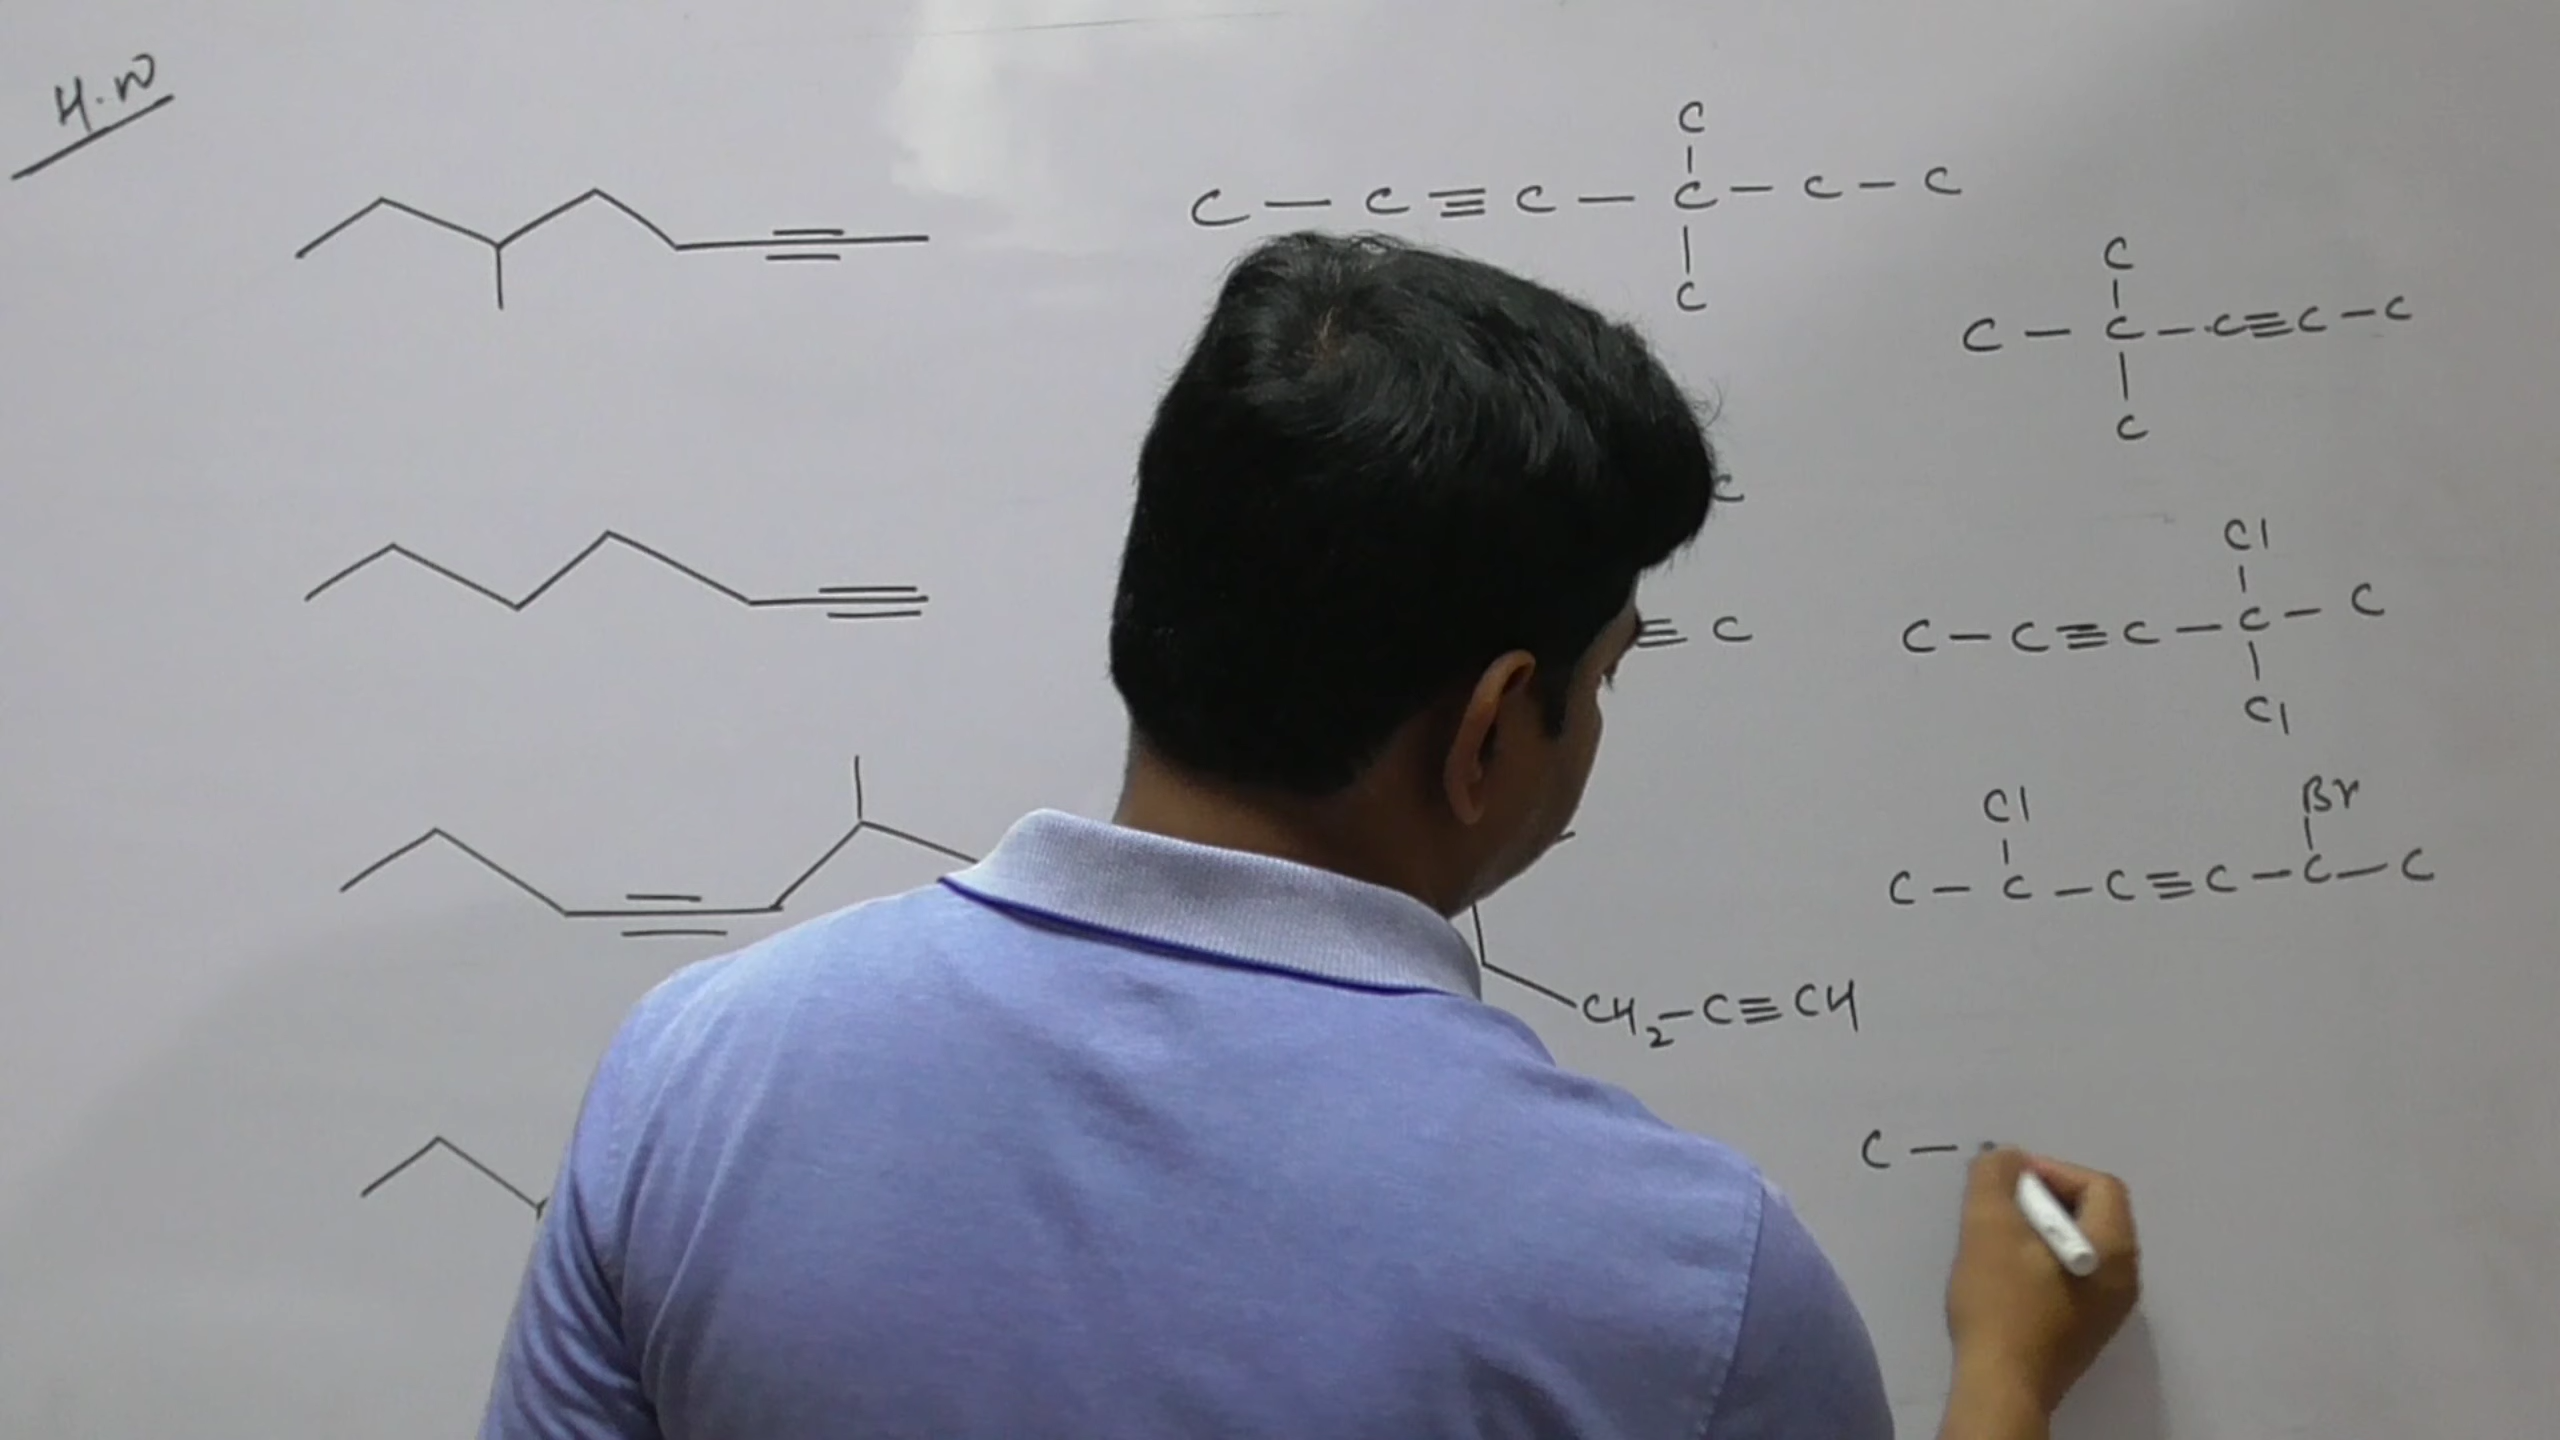 H.W
C
C — C ≡ C — C — C — C
C
C
C — C — C ≡ C — C
C
C
Cl
≡ C
C — C ≡ C — C — C
Cl
Cl Br
C — C — C ≡ C — C — C
CH2—C≡CH
C —